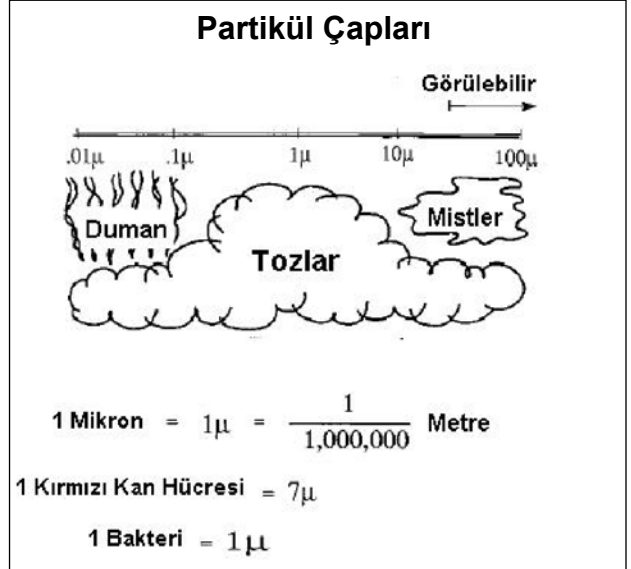 Partikül Çapları
Görülebilir
.01µ .1µ 1µ 10µ 100µ
Duman Tozlar Mistler
1 Mikron = 1µ = 1 / 1,000,000 Metre
1 Kırmızı Kan Hücresi = 7µ
1 Bakteri = 1µ